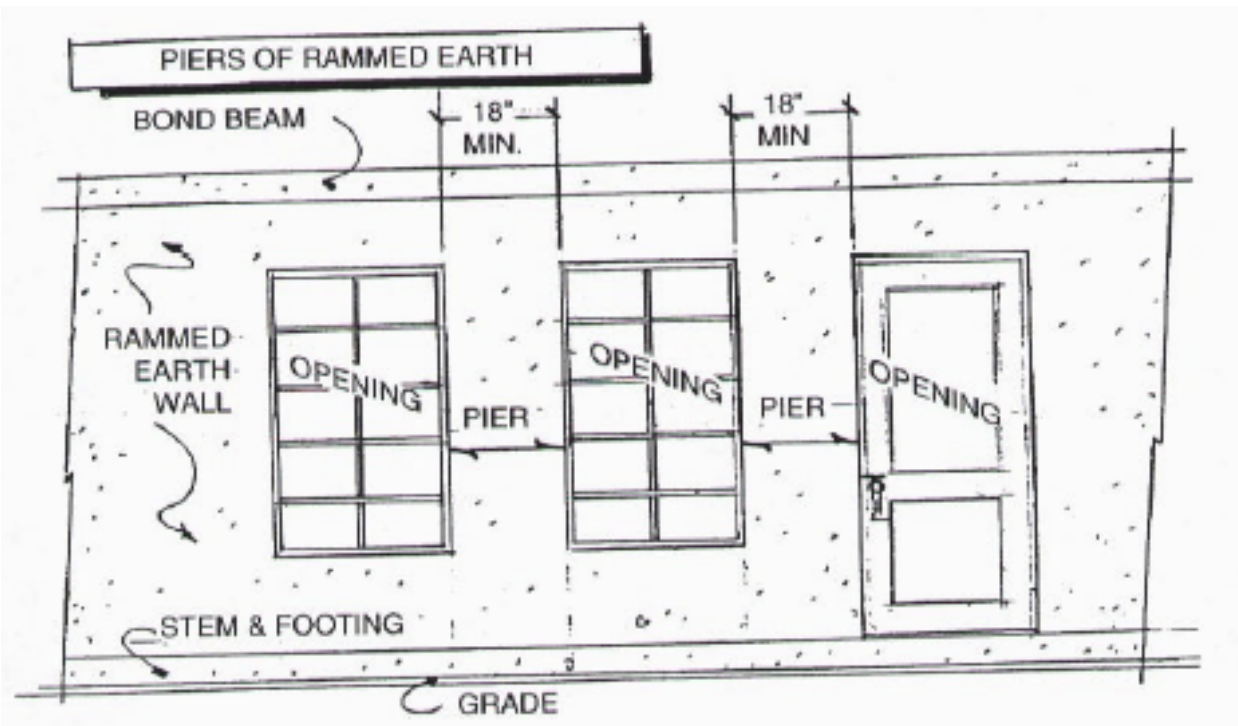 PIERS OF RAMMED EARTH
BOND BEAM
18"
MIN.
18"
MIN
RAMMED
EARTH
WALL
OPENING
PIER
OPENING
PIER
OPENING
STEM & FOOTING
GRADE